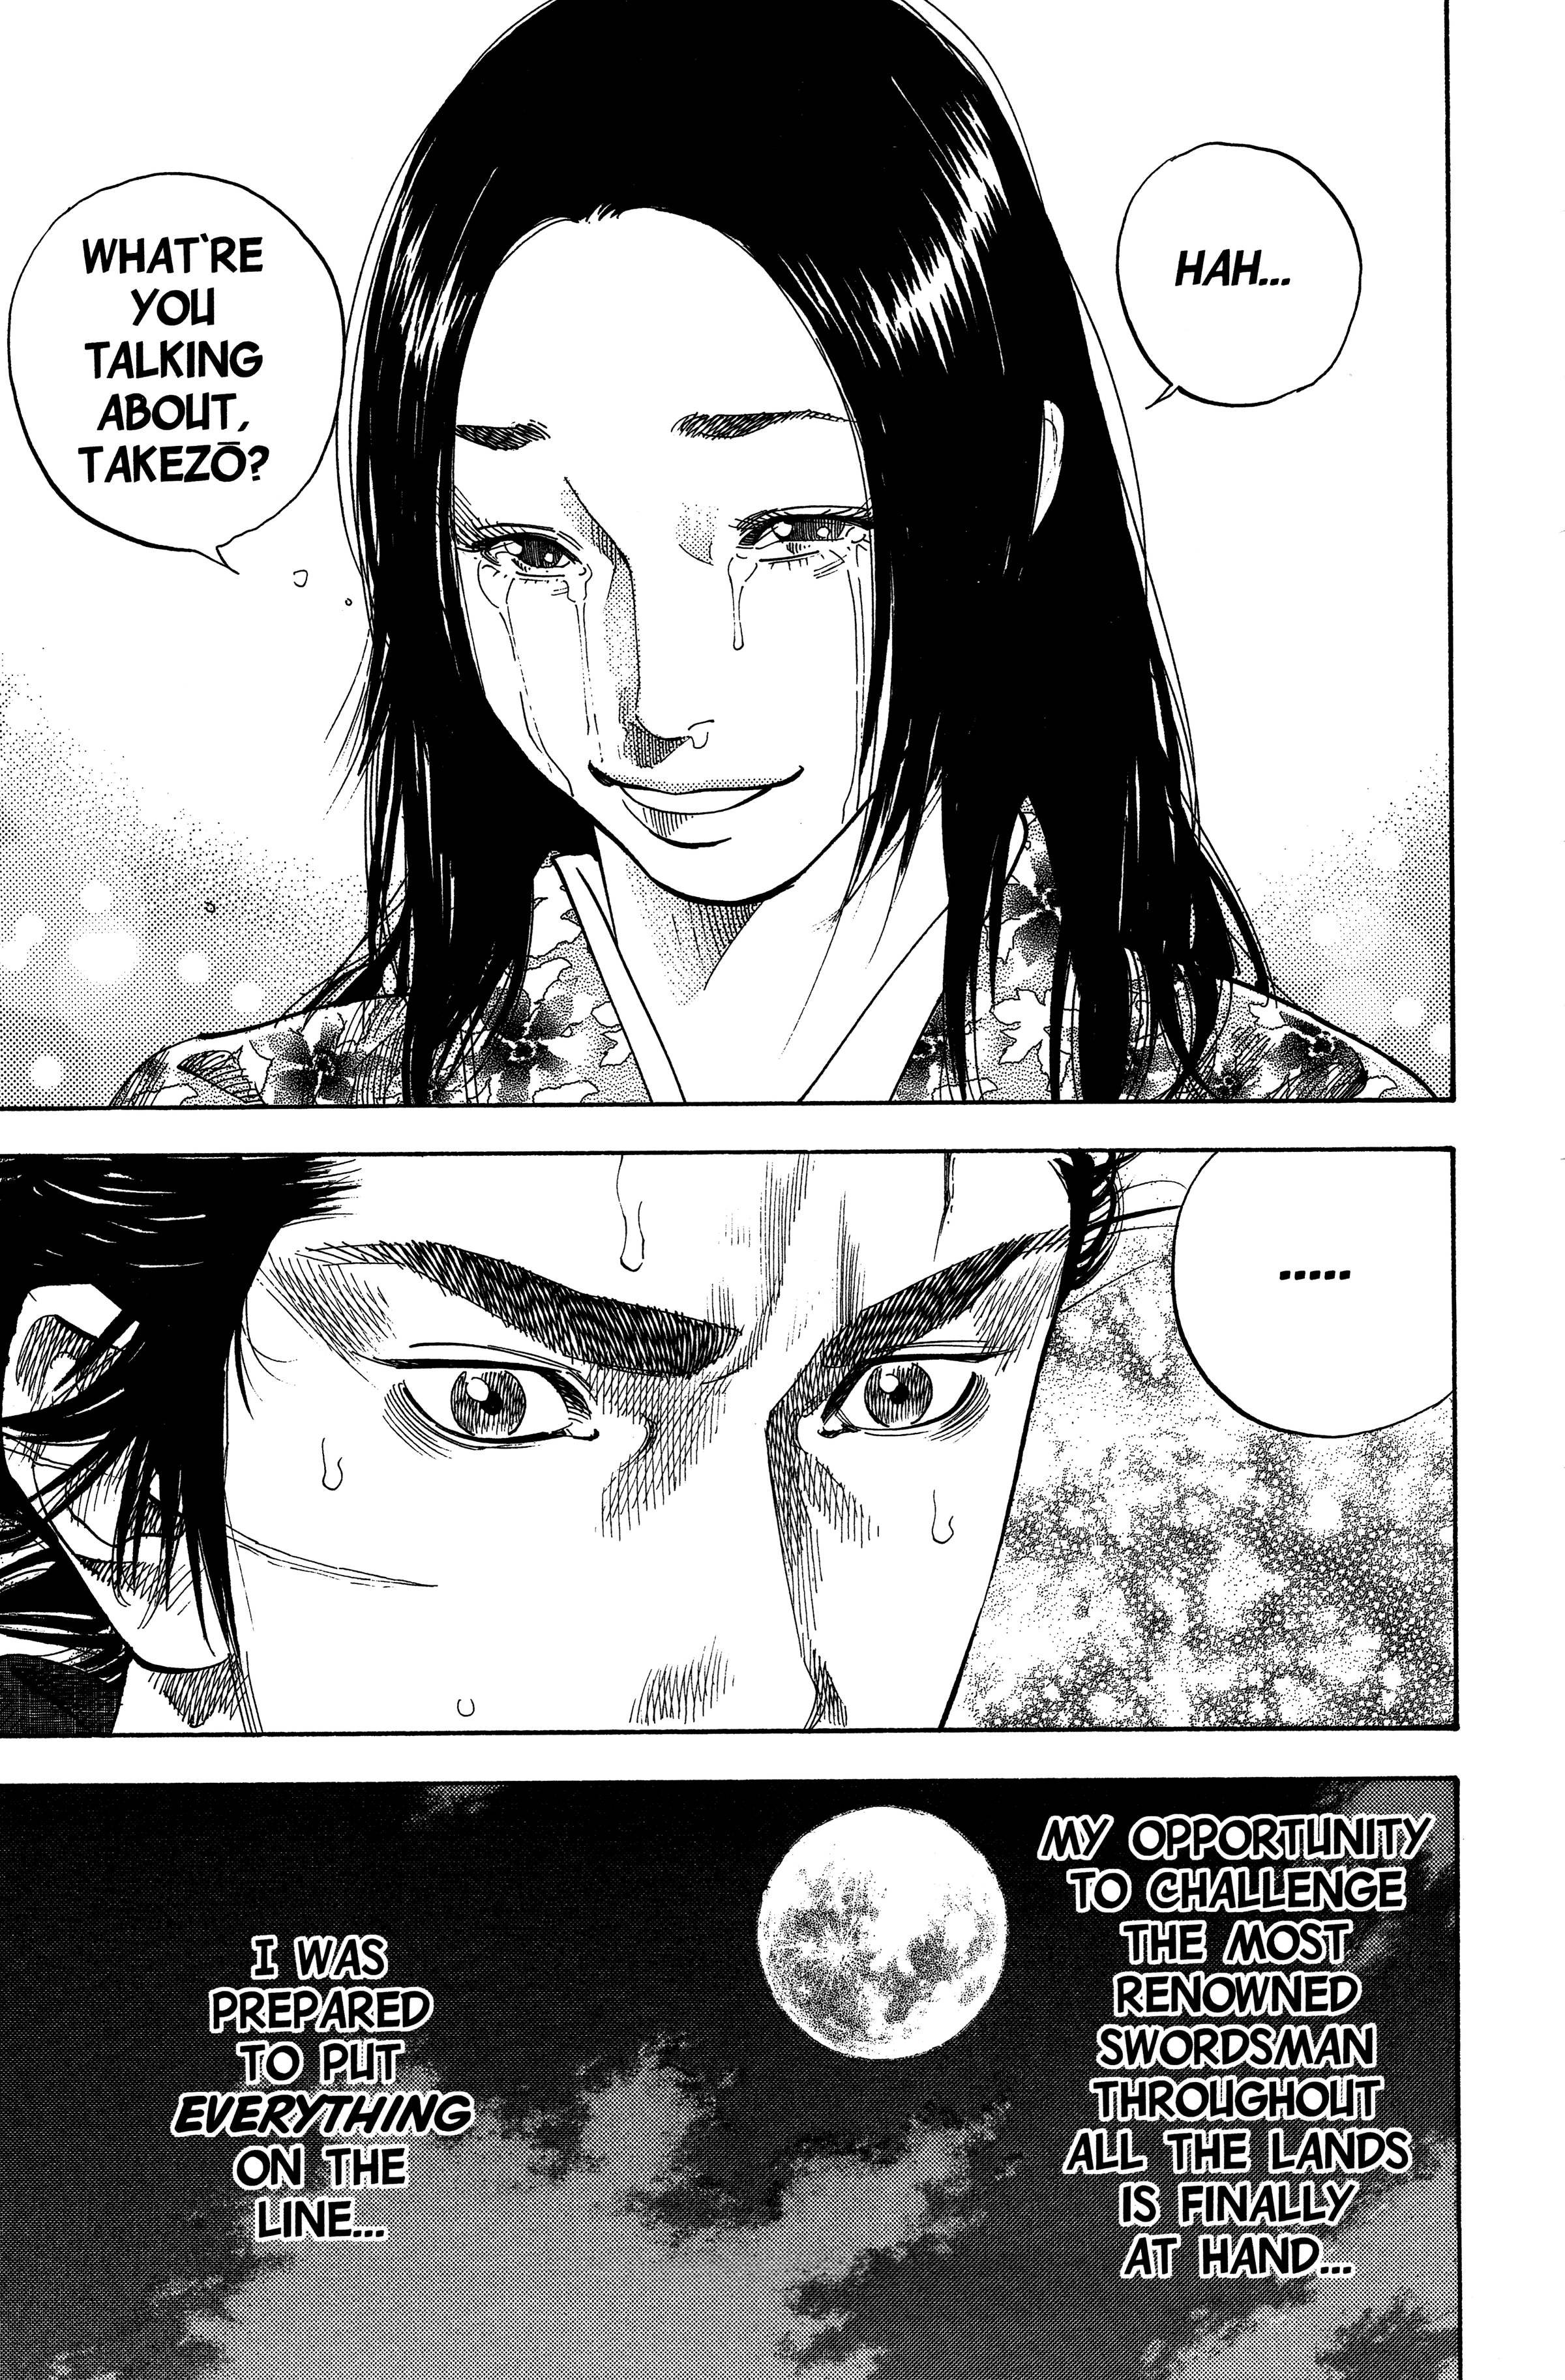 HAH...
WHAT'RE
YOU
TALKING
ABOUT,
TAKEZŌ?
......
MY OPPORTUNITY
TO CHALLENGE
THE MOST
RENOWNED
SWORDSMAN
THROUGHOUT
ALL THE LANDS
IS FINALLY
AT HAND...
I WAS
PREPARED
TO PUT
EVERYTHING
ON THE
LINE...